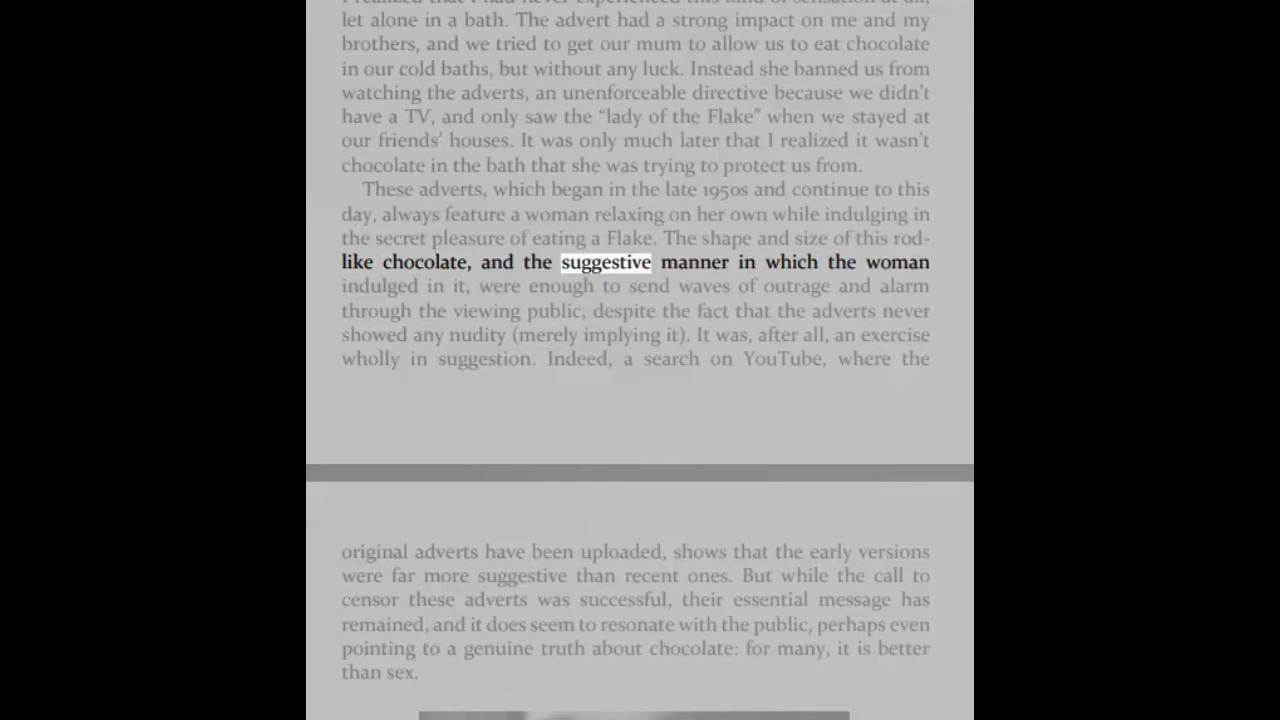 I realised that I had never experienced this kind of sensation at all,
let alone in a bath. The advert had a strong impact on me and my
brothers, and we tried to get our mum to allow us to eat chocolate
in our cold baths, but without any luck. Instead she banned us from
watching the adverts, an unenforceable directive because we didn’t
have a TV, and only saw the “lady of the Flake” when we stayed at
our friends’ houses. It was only much later that I realized it wasn’t
chocolate in the bath that she was trying to protect us from.
These adverts, which began in the late 1950s and continue to this
day, always feature a woman relaxing on her own while indulging in
the secret pleasure of eating a Flake. The shape and size of this rod-
like chocolate, and the suggestive manner in which the woman
indulged in it, were enough to send waves of outrage and alarm
through the viewing public, despite the fact that the adverts never
showed any nudity (merely implying it). It was, after all, an exercise
wholly in suggestion. Indeed, a search on YouTube, where the
original adverts have been uploaded, shows that the early versions
were far more suggestive than recent ones. But while the call to
censor these adverts was successful, their essential message has
remained, and it does seem to resonate with the public, perhaps even
pointing to a genuine truth about chocolate: for many, it is better
than sex.